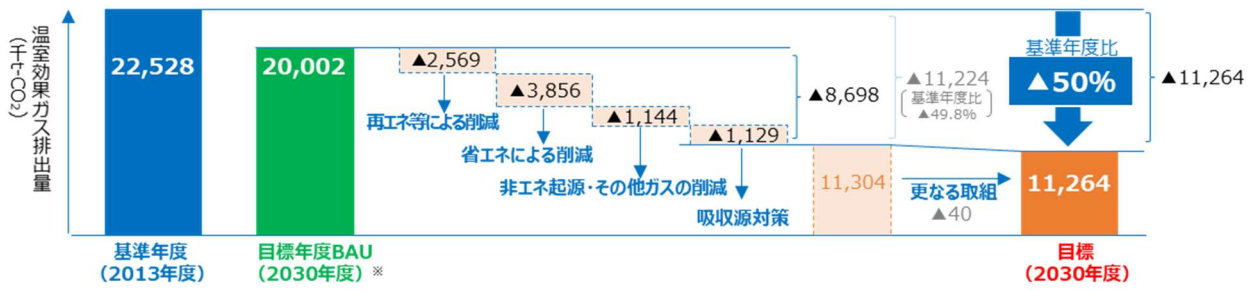 温室効果ガス排出量
(千t-CO₂)
22,528
基準年度
(2013年度)
20,002
目標年度BAU
(2030年度) ※
▲2,569
再エネ等による削減
▲3,856
省エネによる削減
▲1,144
非エネ起源・その他ガスの削減
▲1,129
吸収源対策
▲8,698
11,304
▲11,224
基準年度比
▲49.8%
更なる取組
▲40
基準年度比
▲50%
▲11,264
11,264
目標
(2030年度)